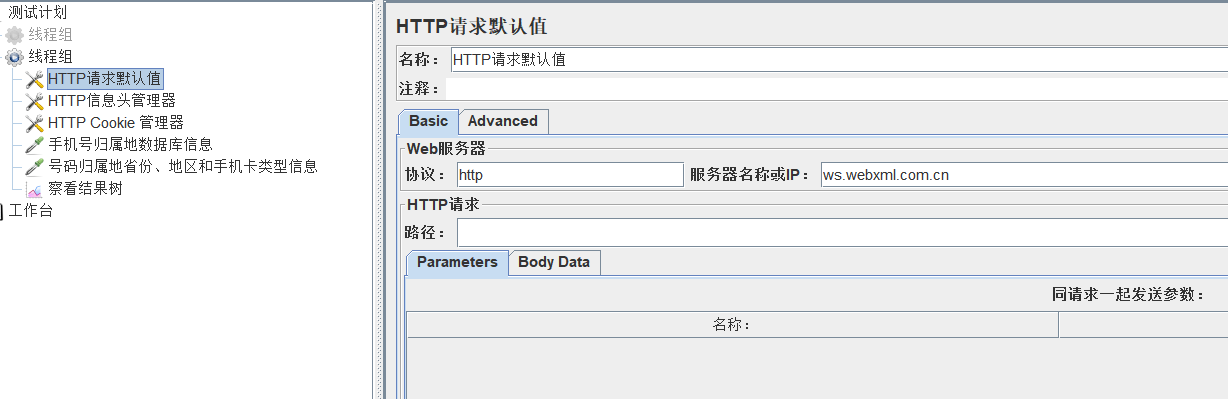 测试计划
线程组
线程组
HTTP请求默认值
HTTP信息头管理器
HTTP Cookie 管理器
手机号归属地数据库信息
号码归属地省份、地区和手机卡类型信息
察看结果树
工作台
HTTP请求默认值
名称： HTTP请求默认值
注释：
Basic Advanced
Web服务器
协议： http 服务器名称或IP： ws.webxml.com.cn
HTTP请求
路径：
Parameters Body Data
同请求一起发送参数：
名称：